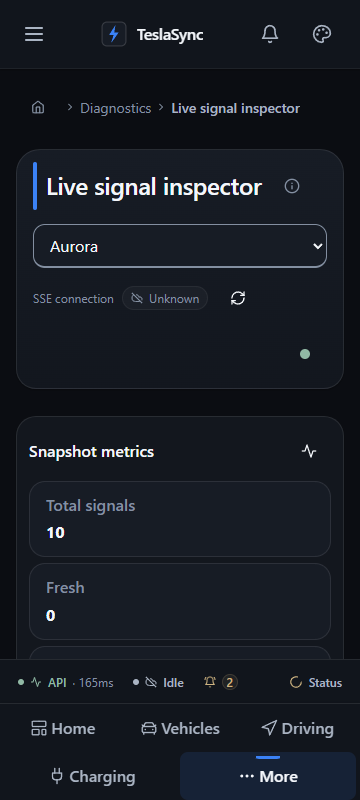 TeslaSync
Diagnostics Live signal inspector
Live signal inspector
Aurora
SSE connection Unknown
Snapshot metrics
Total signals
10
Fresh
0
API · 165ms Idle 2 Status
Home Vehicles Driving
Charging More